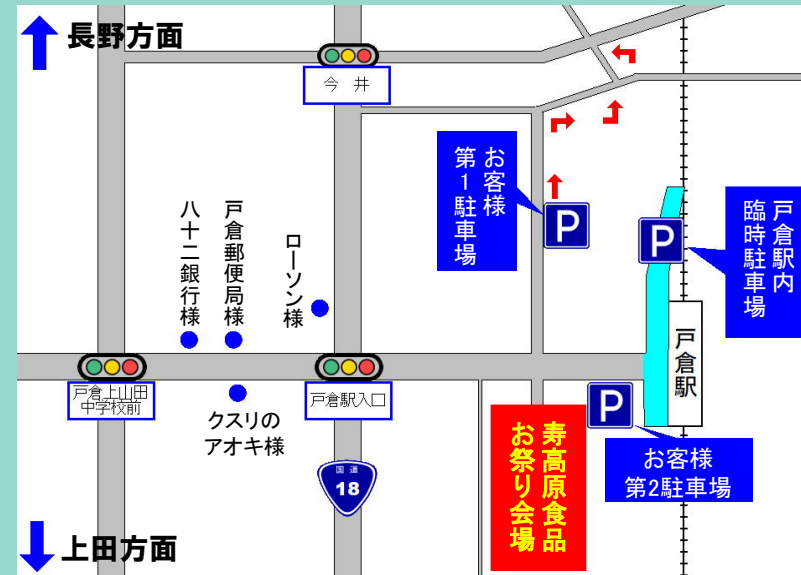 長野方面
今井
お客様
第1駐車場
戸倉駅内
臨時駐車場
P
P
八十二銀行様
戸倉郵便局様
ローソン様
戸倉駅
戸倉上山田
中学校前
戸倉駅入口
クスリの
アオキ様
P
寿高原食品
お祭り会場
お客様
第2駐車場
国道
18
上田方面